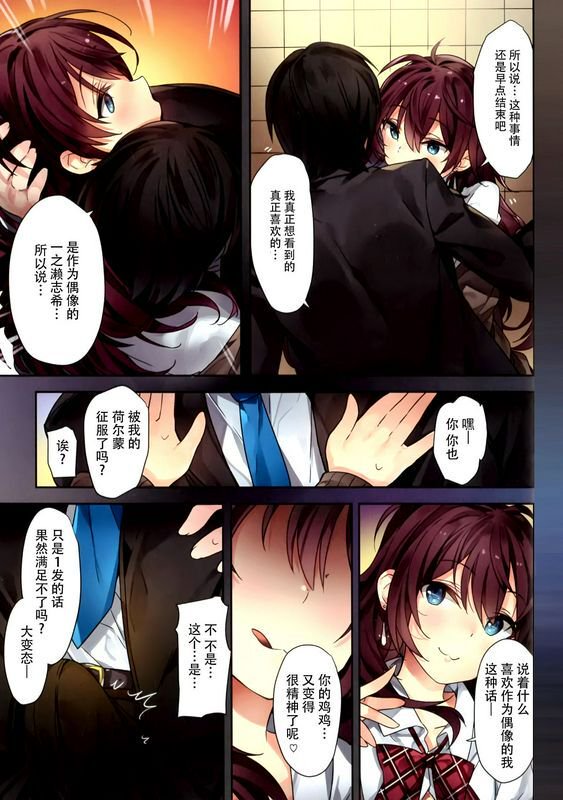 所以说…这种事情
还是早点结束吧
我真正想看到的
真正喜欢的…
是作为偶像的
一之濑志希…
所以说…
嘿—
你 你也
被我的
荷尔蒙
征服了吗?
诶?
说着什么
喜欢作为偶像的我
这种话—
你的鸡鸡…
又变得
很精神了呢♡
不 不是…
这个…是…
只是1发的话
果然满足不了吗?
大变态—